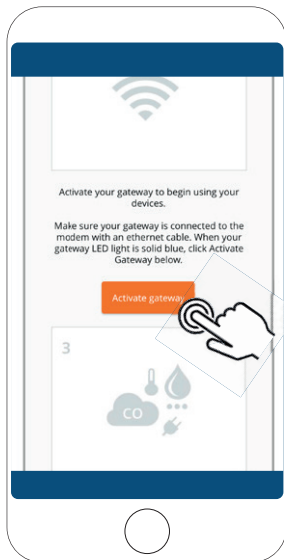 Activate your gateway to begin using your
devices.
Make sure your gateway is connected to the
modem with an ethernet cable. When your
gateway LED light is solid blue, click Activate
Gateway below.
Activate gateway
3
CO